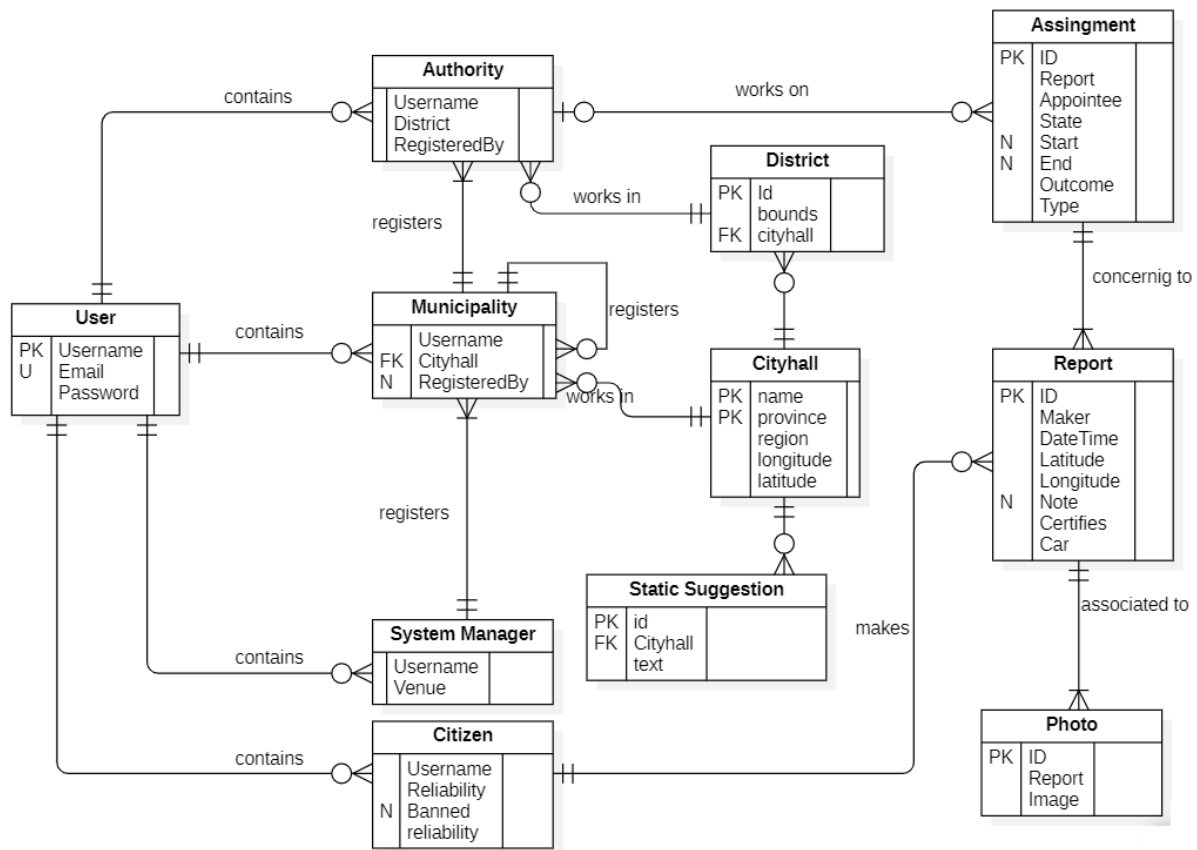 Assingment
PK ID
Report
Appointee
State
N Start
N End
Outcome
Type
Authority
Username
District
RegisteredBy
contains
works on
District
PK Id
bounds
FK cityhall
works in
registers
concernig to
Municipality
Username
FK Cityhall
N RegisteredBy
registers
works in
User
PK Username
U Email
Password
contains
Cityhall
PK name
PK province
region
longitude
latitude
Report
PK ID
Maker
DateTime
Latitude
Longitude
N Note
Certifies
Car
registers
Static Suggestion
PK id
FK Cityhall
text
associated to
makes
System Manager
Username
Venue
contains
Citizen
Username
Reliability
N Banned
reliability
contains
Photo
PK ID
Report
Image